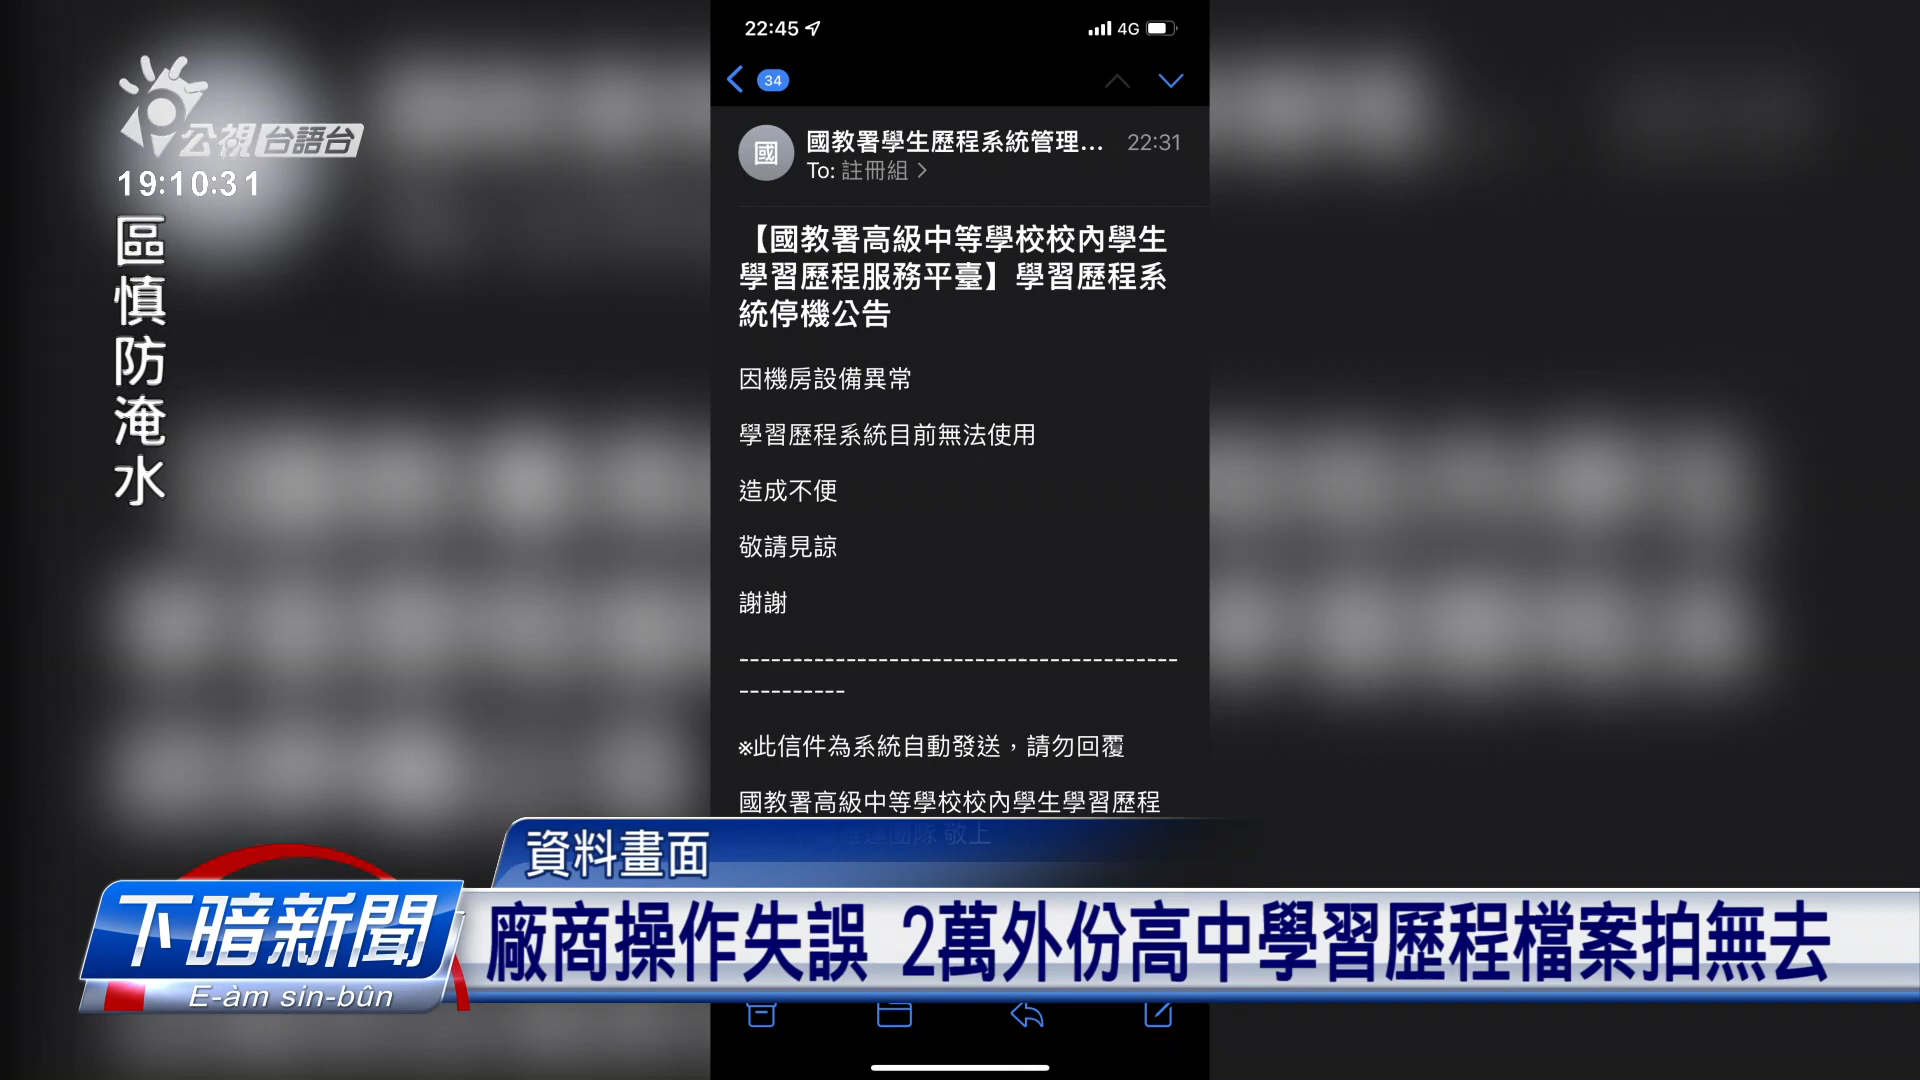 22:45
4G
34
公視台語台
19:10:31
區慎防淹水
國
國教署學生歷程系統管理...
22:31
To: 註冊組
【國教署高級中等學校校內學生
學習歷程服務平臺】學習歷程系
統停機公告
因機房設備異常
學習歷程系統目前無法使用
造成不便
敬請見諒
謝謝
-----------------------------------------
----------
※此信件為系統自動發送,請勿回覆
國教署高級中等學校校內學生學習歷程
團隊 敬上
資料畫面
下暗新聞
E-àm sin-bûn
廠商操作失誤 2萬外份高中學習歷程檔案拍無去